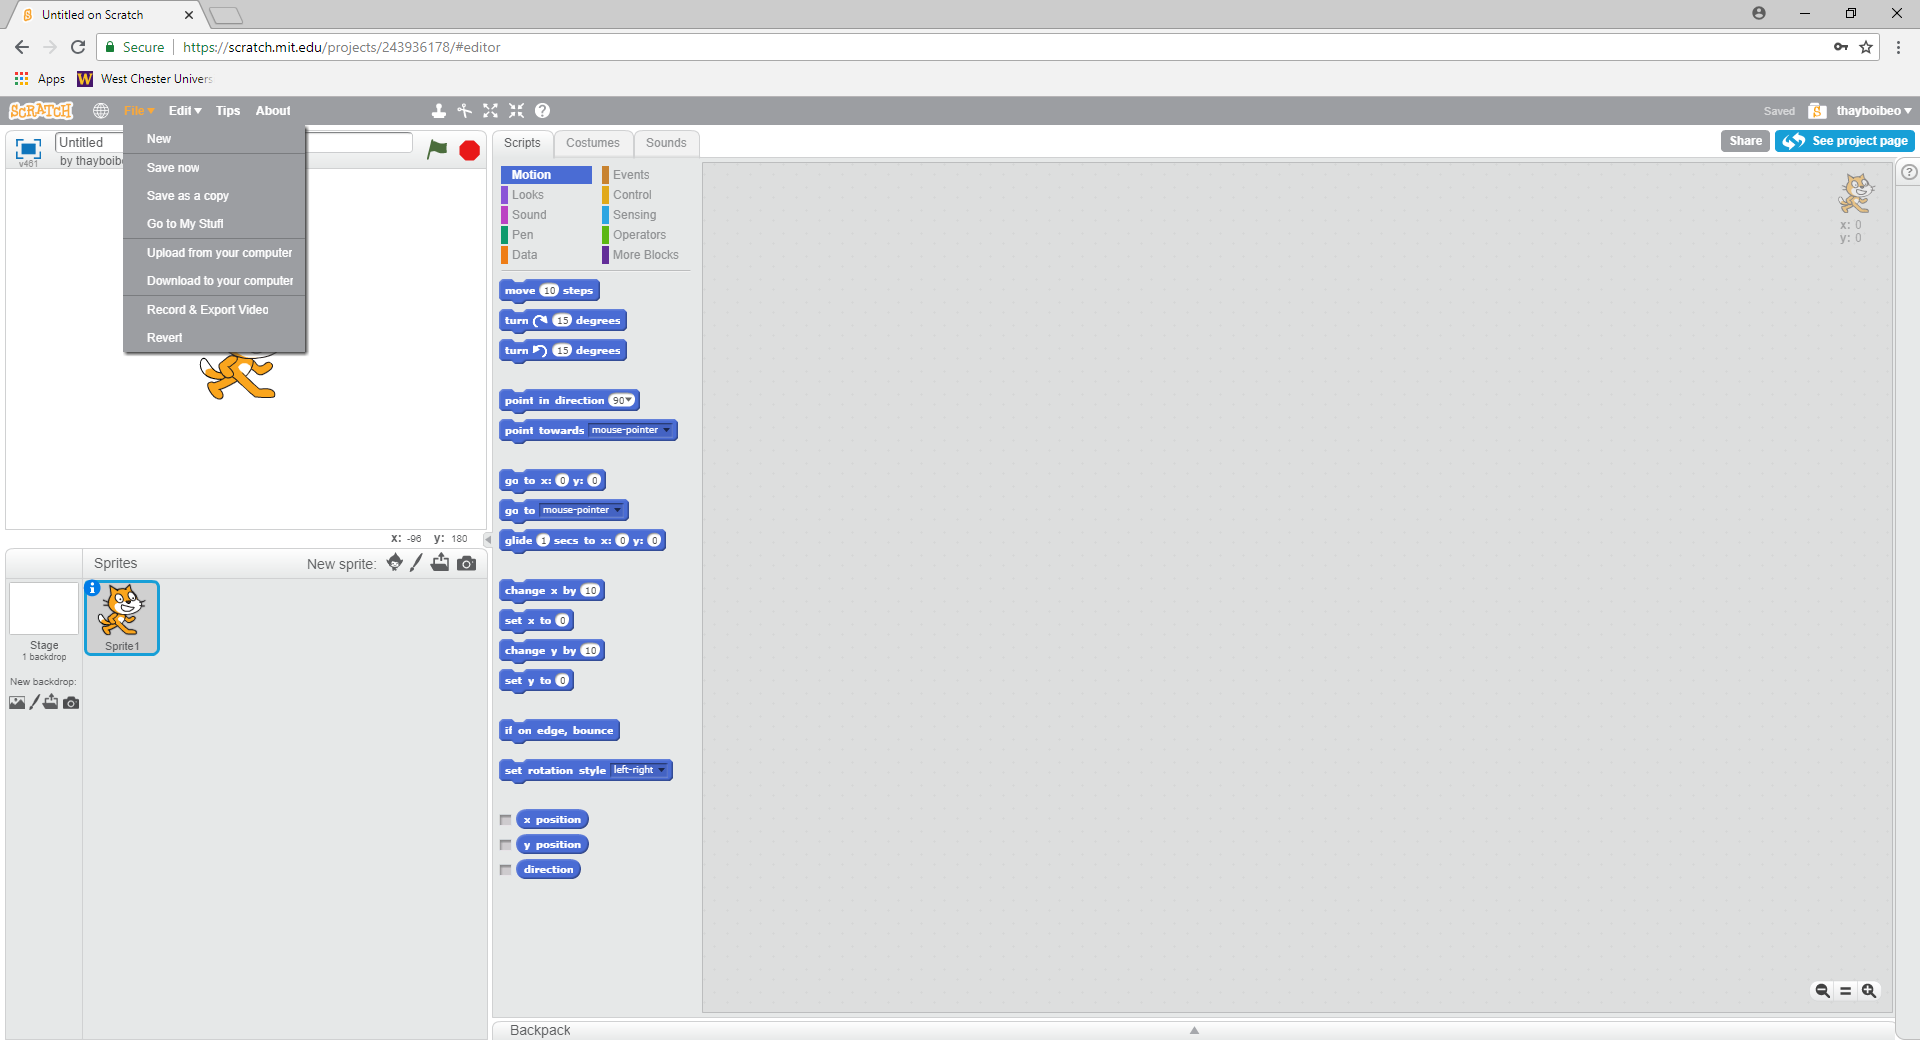 Untitled on Scratch
Secure https://scratch.mit.edu/projects/243936178/#editor
Apps West Chester Univers
SCRATCH File Edit Tips About Saved thayboibeo
Untitled
v461
by thayboibe
New
Save now
Save as a copy
Go to My Stuff
Upload from your computer
Download to your computer
Record & Export Video
Revert
x: -96 y: 180
Sprites New sprite:
Sprite1
Stage
1 backdrop
New backdrop:
Scripts Costumes Sounds
Share See project page
Motion Events
Looks Control
Sound Sensing
Pen Operators
Data More Blocks
move 10 steps
turn 15 degrees
turn 15 degrees
point in direction 90
point towards mouse-pointer
go to x: 0 y: 0
go to mouse-pointer
glide 1 secs to x: 0 y: 0
change x by 10
set x to 0
change y by 10
set y to 0
if on edge, bounce
set rotation style left-right
x position
y position
direction
x: 0
y: 0
Backpack